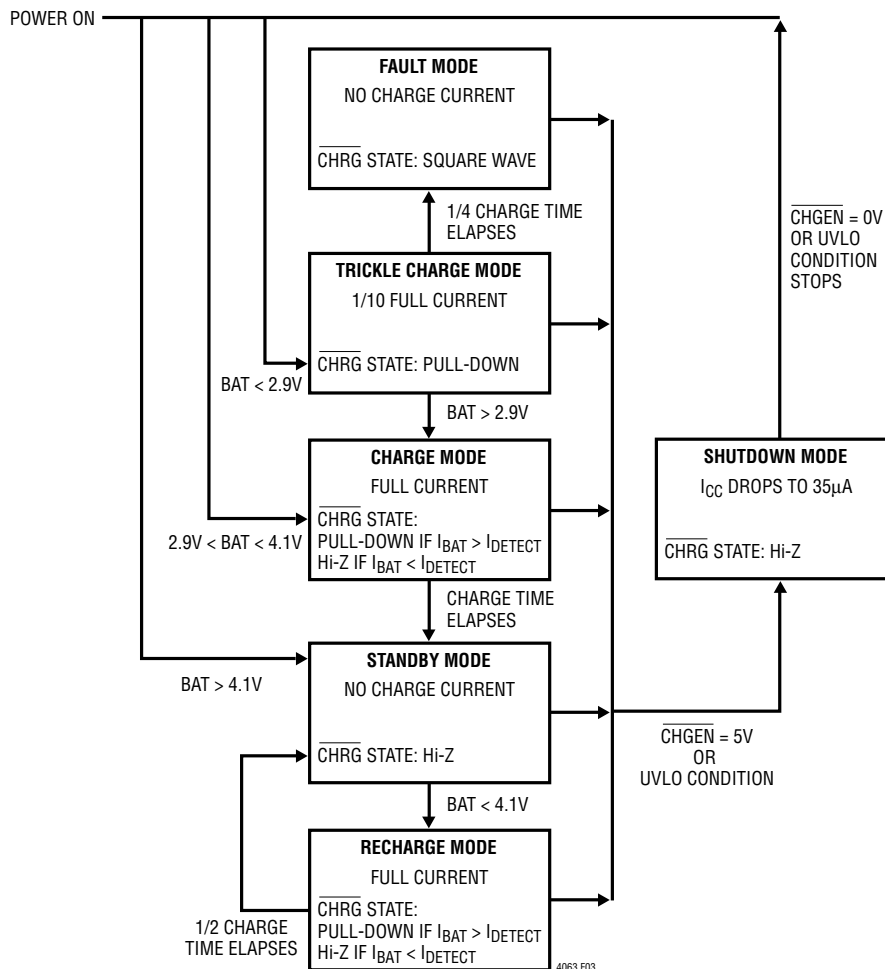 POWER ON
FAULT MODE
NO CHARGE CURRENT
CHRG STATE: SQUARE WAVE
1/4 CHARGE TIME
ELAPSES
TRICKLE CHARGE MODE
1/10 FULL CURRENT
CHRG STATE: PULL-DOWN
BAT < 2.9V
BAT > 2.9V
CHARGE MODE
FULL CURRENT
CHRG STATE:
PULL-DOWN IF IBAT > IDETECT
Hi-Z IF IBAT < IDETECT
2.9V < BAT < 4.1V
CHARGE TIME
ELAPSES
STANDBY MODE
NO CHARGE CURRENT
CHRG STATE: Hi-Z
BAT > 4.1V
BAT < 4.1V
RECHARGE MODE
FULL CURRENT
CHRG STATE:
PULL-DOWN IF IBAT > IDETECT
Hi-Z IF IBAT < IDETECT
1/2 CHARGE
TIME ELAPSES
CHGEN = 0V
OR UVLO
CONDITION
STOPS
SHUTDOWN MODE
ICC DROPS TO 35µA
CHRG STATE: Hi-Z
CHGEN = 5V
OR
UVLO CONDITION
4063 F03